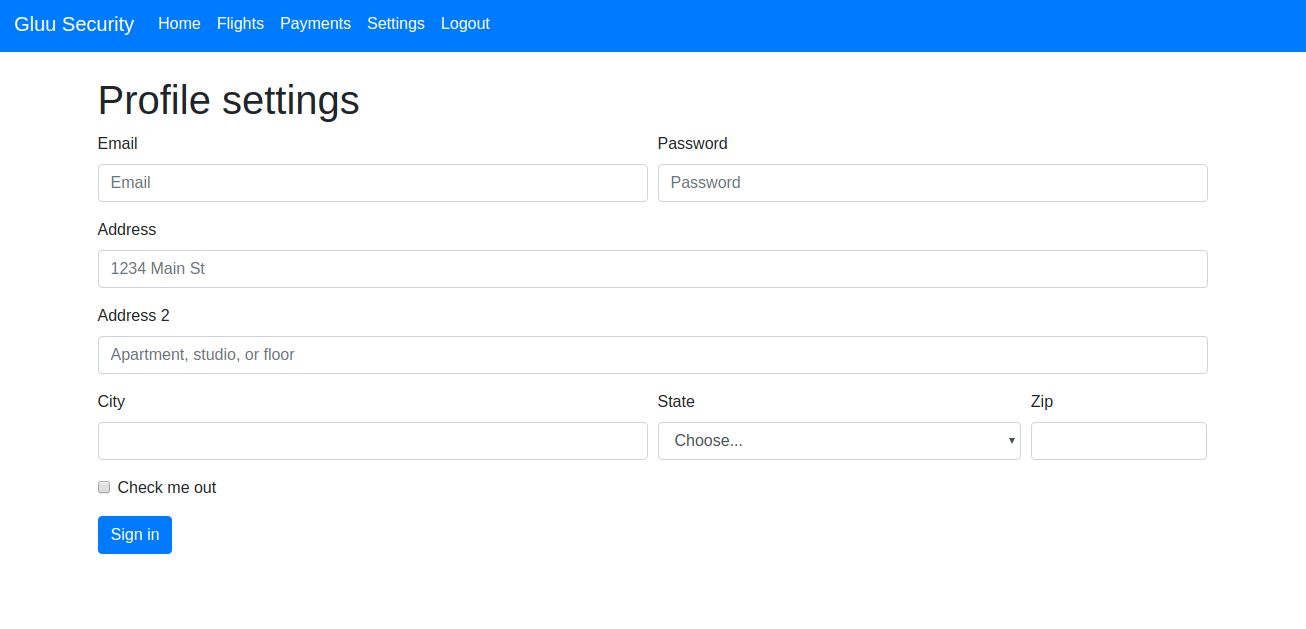 Gluu Security Home Flights Payments Settings Logout
Profile settings
Email Password
Email Password
Address
1234 Main St
Address 2
Apartment, studio, or floor
City State Zip
Choose...
Check me out
Sign in